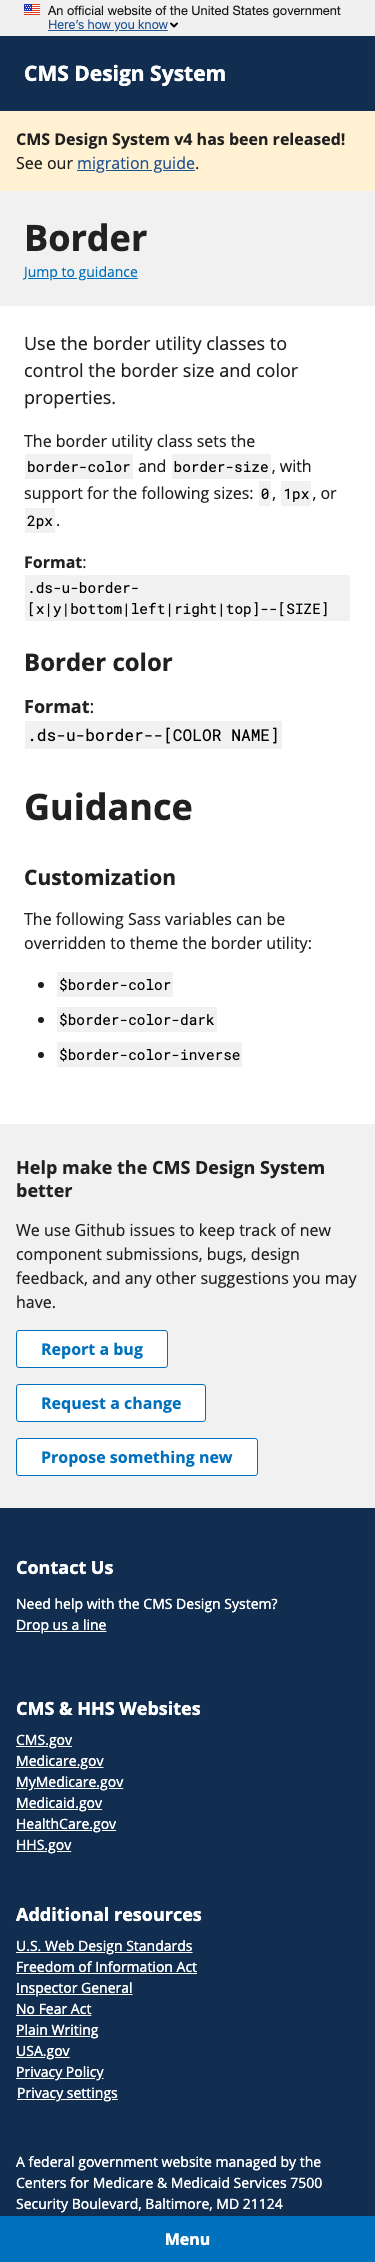 An official website of the United States government
Here's how you know
CMS Design System
CMS Design System v4 has been released!
See our migration guide.
Border
Jump to guidance
Use the border utility classes to
control the border size and color
properties.
The border utility class sets the
border-color and border-size, with
support for the following sizes: 0, 1px, or
2px.
Format:
.ds-u-border-
[x|y|bottom|left|right|top]--[SIZE]
Border color
Format:
.ds-u-border--[COLOR NAME]
Guidance
Customization
The following Sass variables can be
overridden to theme the border utility:
$border-color
$border-color-dark
$border-color-inverse
Help make the CMS Design System
better
We use Github issues to keep track of new
component submissions, bugs, design
feedback, and any other suggestions you may
have.
Report a bug
Request a change
Propose something new
Contact Us
Need help with the CMS Design System?
Drop us a line
CMS & HHS Websites
CMS.gov
Medicare.gov
MyMedicare.gov
Medicaid.gov
HealthCare.gov
HHS.gov
Additional resources
U.S. Web Design Standards
Freedom of Information Act
Inspector General
No Fear Act
Plain Writing
USA.gov
Privacy Policy
Privacy settings
A federal government website managed by the
Centers for Medicare & Medicaid Services 7500
Security Boulevard, Baltimore, MD 21124
Menu